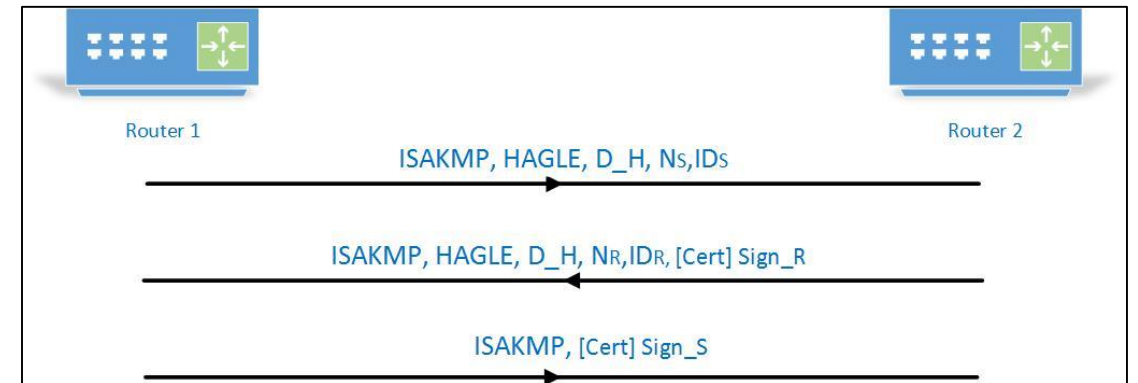 Router 1
Router 2
ISAKMP, HAGLE, D_H, NS,IDS
ISAKMP, HAGLE, D_H, NR,IDR, [Cert] Sign_R
ISAKMP, [Cert] Sign_S